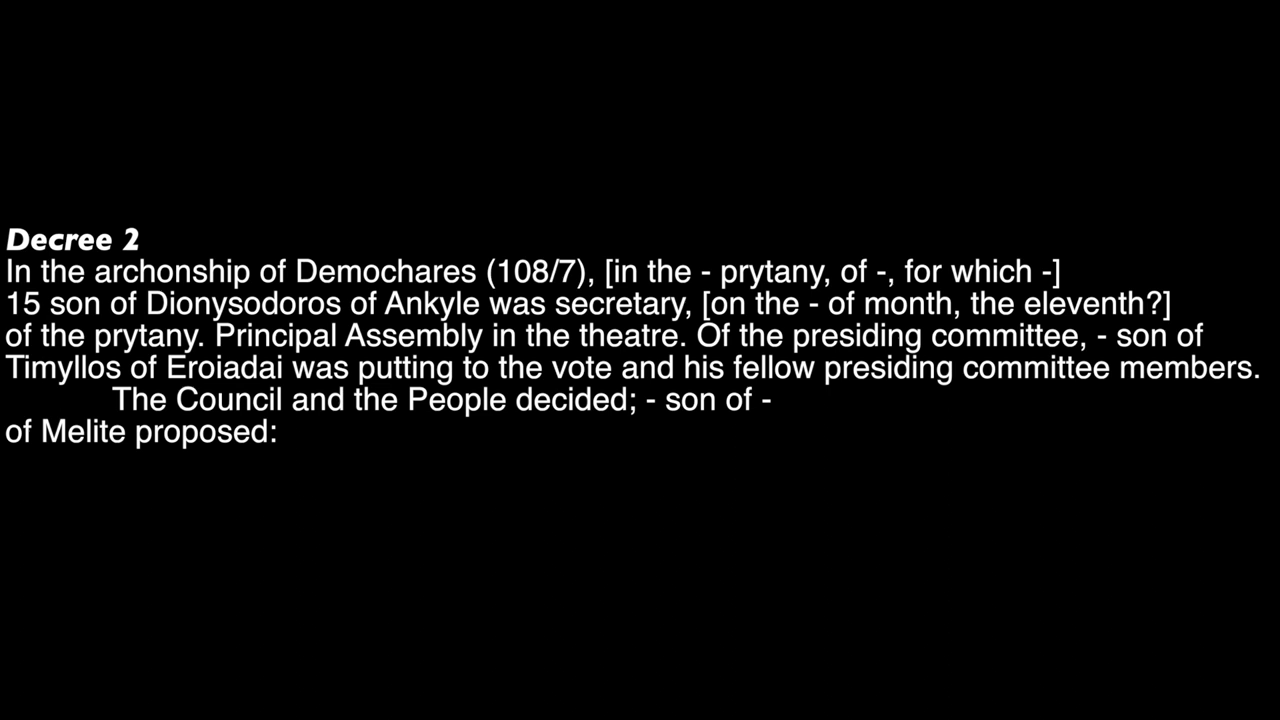 Decree 2
In the archonship of Demochares (108/7), [in the - prytany, of -, for which -]
15 son of Dionysodoros of Ankyle was secretary, [on the - of month, the eleventh?]
of the prytany. Principal Assembly in the theatre. Of the presiding committee, - son of
Timyllos of Eroiadai was putting to the vote and his fellow presiding committee members.
The Council and the People decided; - son of -
of Melite proposed: